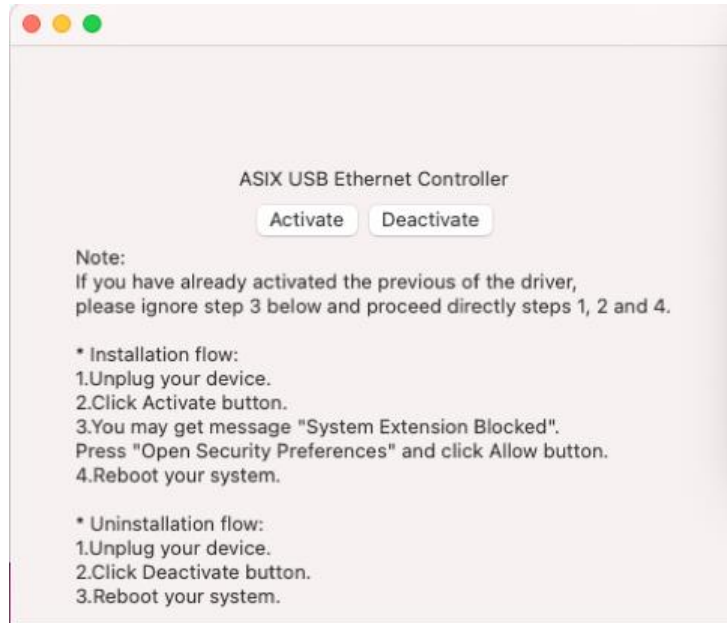 ASIX USB Ethernet Controller
Activate Deactivate
Note:
If you have already activated the previous of the driver,
please ignore step 3 below and proceed directly steps 1, 2 and 4.
* Installation flow:
1.Unplug your device.
2.Click Activate button.
3.You may get message "System Extension Blocked".
Press "Open Security Preferences" and click Allow button.
4.Reboot your system.
* Uninstallation flow:
1.Unplug your device.
2.Click Deactivate button.
3.Reboot your system.